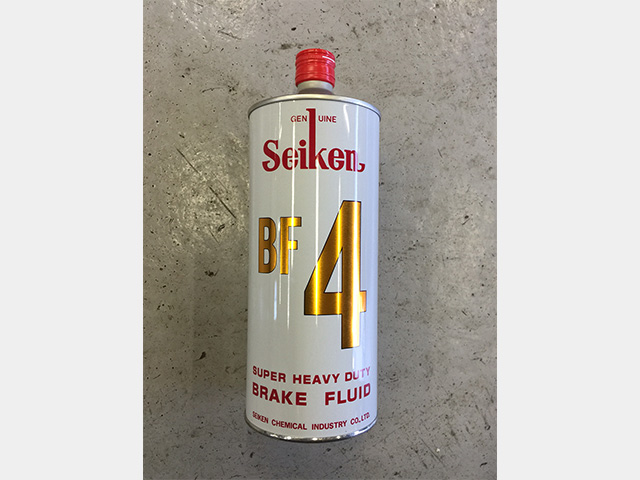 GENUINE
Seiken
BF4
SUPER HEAVY DUTY
BRAKE FLUID
SEIKEN CHEMICAL INDUSTRY CO.,LTD.